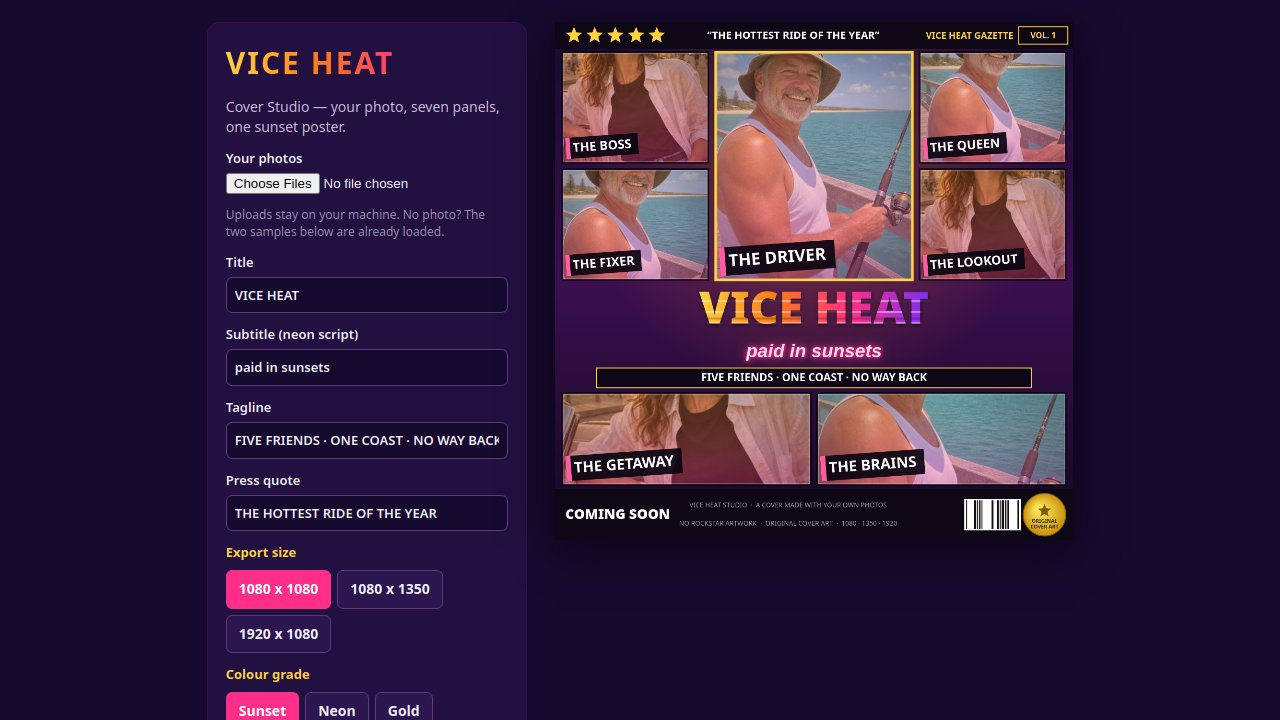 VICE HEAT
Cover Studio — your photo, seven panels,
one sunset poster.
Your photos
Choose Files No file chosen
Uploads stay on your machine. No photo? The
two samples below are already loaded.
Title
VICE HEAT
Subtitle (neon script)
paid in sunsets
Tagline
FIVE FRIENDS · ONE COAST · NO WAY BACK
Press quote
THE HOTTEST RIDE OF THE YEAR
Export size
1080 x 1080 1080 x 1350
1920 x 1080
Colour grade
Sunset Neon Gold
“THE HOTTEST RIDE OF THE YEAR” VICE HEAT GAZETTE VOL. 1
THE BOSS
THE QUEEN
THE FIXER
THE DRIVER
THE LOOKOUT
VICE HEAT
paid in sunsets
FIVE FRIENDS · ONE COAST · NO WAY BACK
THE GETAWAY
THE BRAINS
COMING SOON
VICE HEAT STUDIO · A COVER MADE WITH YOUR OWN PHOTOS
NO ROCKSTAR ARTWORK · ORIGINAL COVER ART · 1080 · 1350 · 1920
ORIGINAL
COVER ART